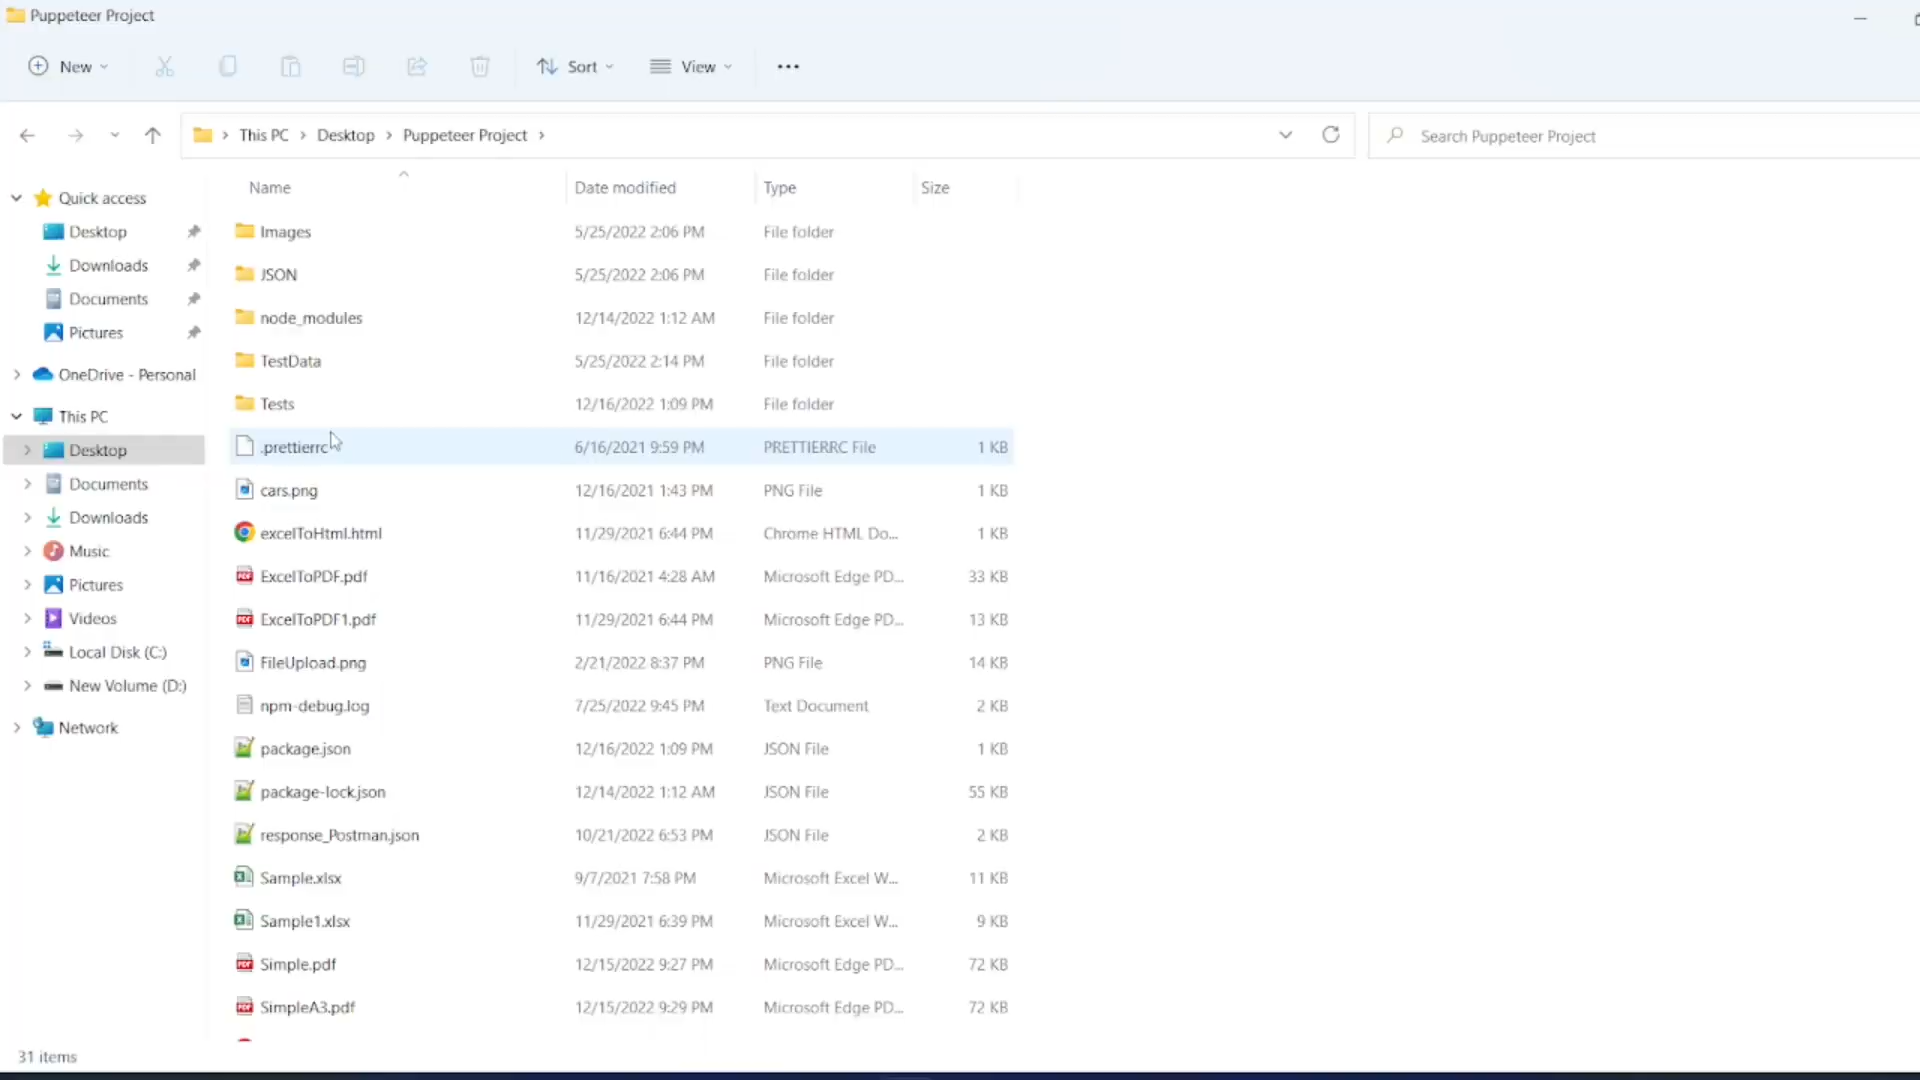 Puppeteer Project
New
Sort
View
This PC > Desktop > Puppeteer Project >
Search Puppeteer Project
Name Date modified Type Size
Quick access
Desktop
Downloads
Documents
Pictures
OneDrive - Personal
This PC
Desktop
Documents
Downloads
Music
Pictures
Videos
Local Disk (C:)
New Volume (D:)
Network
Images 5/25/2022 2:06 PM File folder
JSON 5/25/2022 2:06 PM File folder
node_modules 12/14/2022 1:12 AM File folder
TestData 5/25/2022 2:14 PM File folder
Tests 12/16/2022 1:09 PM File folder
.prettierrc 6/16/2021 9:59 PM PRETTIERRC File 1 KB
cars.png 12/16/2021 1:43 PM PNG File 1 KB
excelToHtml.html 11/29/2021 6:44 PM Chrome HTML Do... 1 KB
ExcelToPDF.pdf 11/16/2021 4:28 AM Microsoft Edge PD... 33 KB
ExcelToPDF1.pdf 11/29/2021 6:44 PM Microsoft Edge PD... 13 KB
FileUpload.png 2/21/2022 8:37 PM PNG File 14 KB
npm-debug.log 7/25/2022 9:45 PM Text Document 2 KB
package.json 12/16/2022 1:09 PM JSON File 1 KB
package-lock.json 12/14/2022 1:12 AM JSON File 55 KB
response_Postman.json 10/21/2022 6:53 PM JSON File 2 KB
Sample.xlsx 9/7/2021 7:58 PM Microsoft Excel W... 11 KB
Sample1.xlsx 11/29/2021 6:39 PM Microsoft Excel W... 9 KB
Simple.pdf 12/15/2022 9:27 PM Microsoft Edge PD... 72 KB
SimpleA3.pdf 12/15/2022 9:29 PM Microsoft Edge PD... 72 KB
31 items